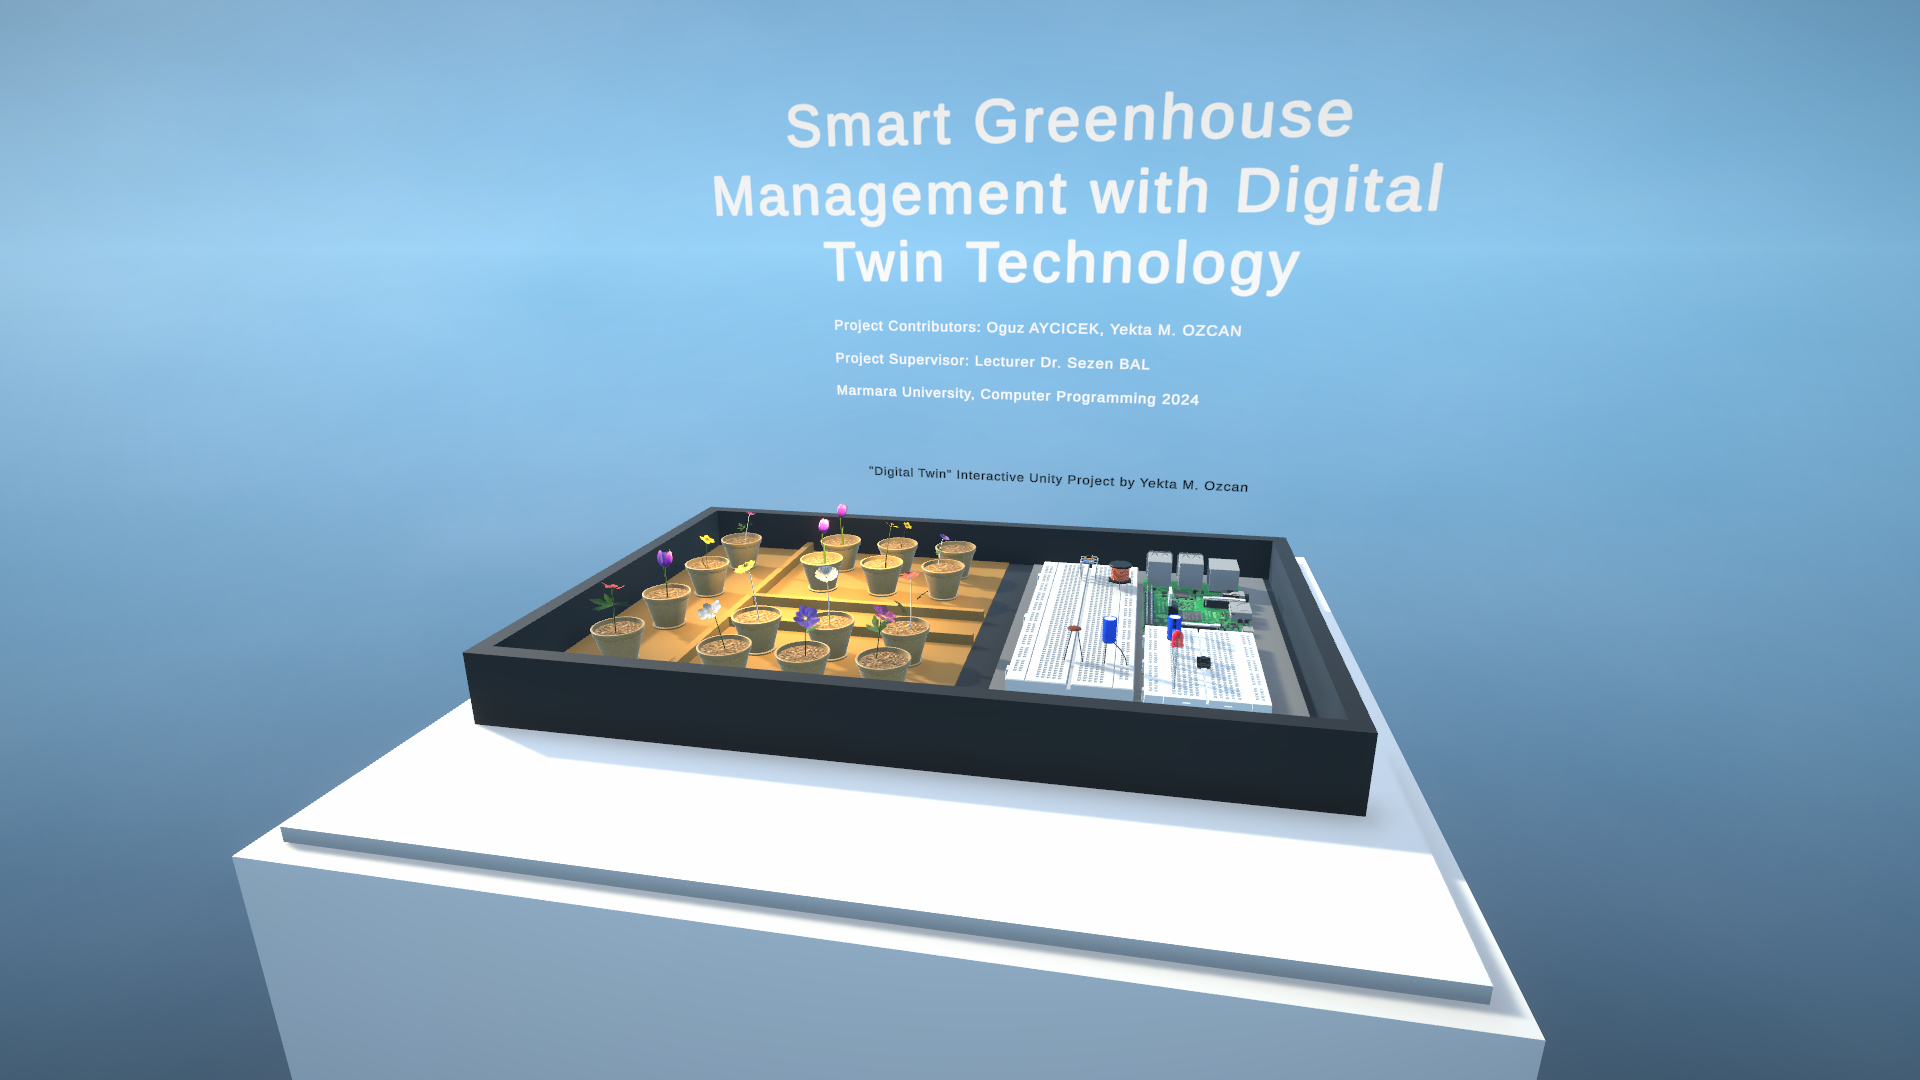 Smart Greenhouse
Management with Digital
Twin Technology
Project Contributors: Oguz AYCICEK, Yekta M. OZCAN
Project Supervisor: Lecturer Dr. Sezen BAL
Marmara University, Computer Programming 2024
"Digital Twin" Interactive Unity Project by Yekta M. Ozcan